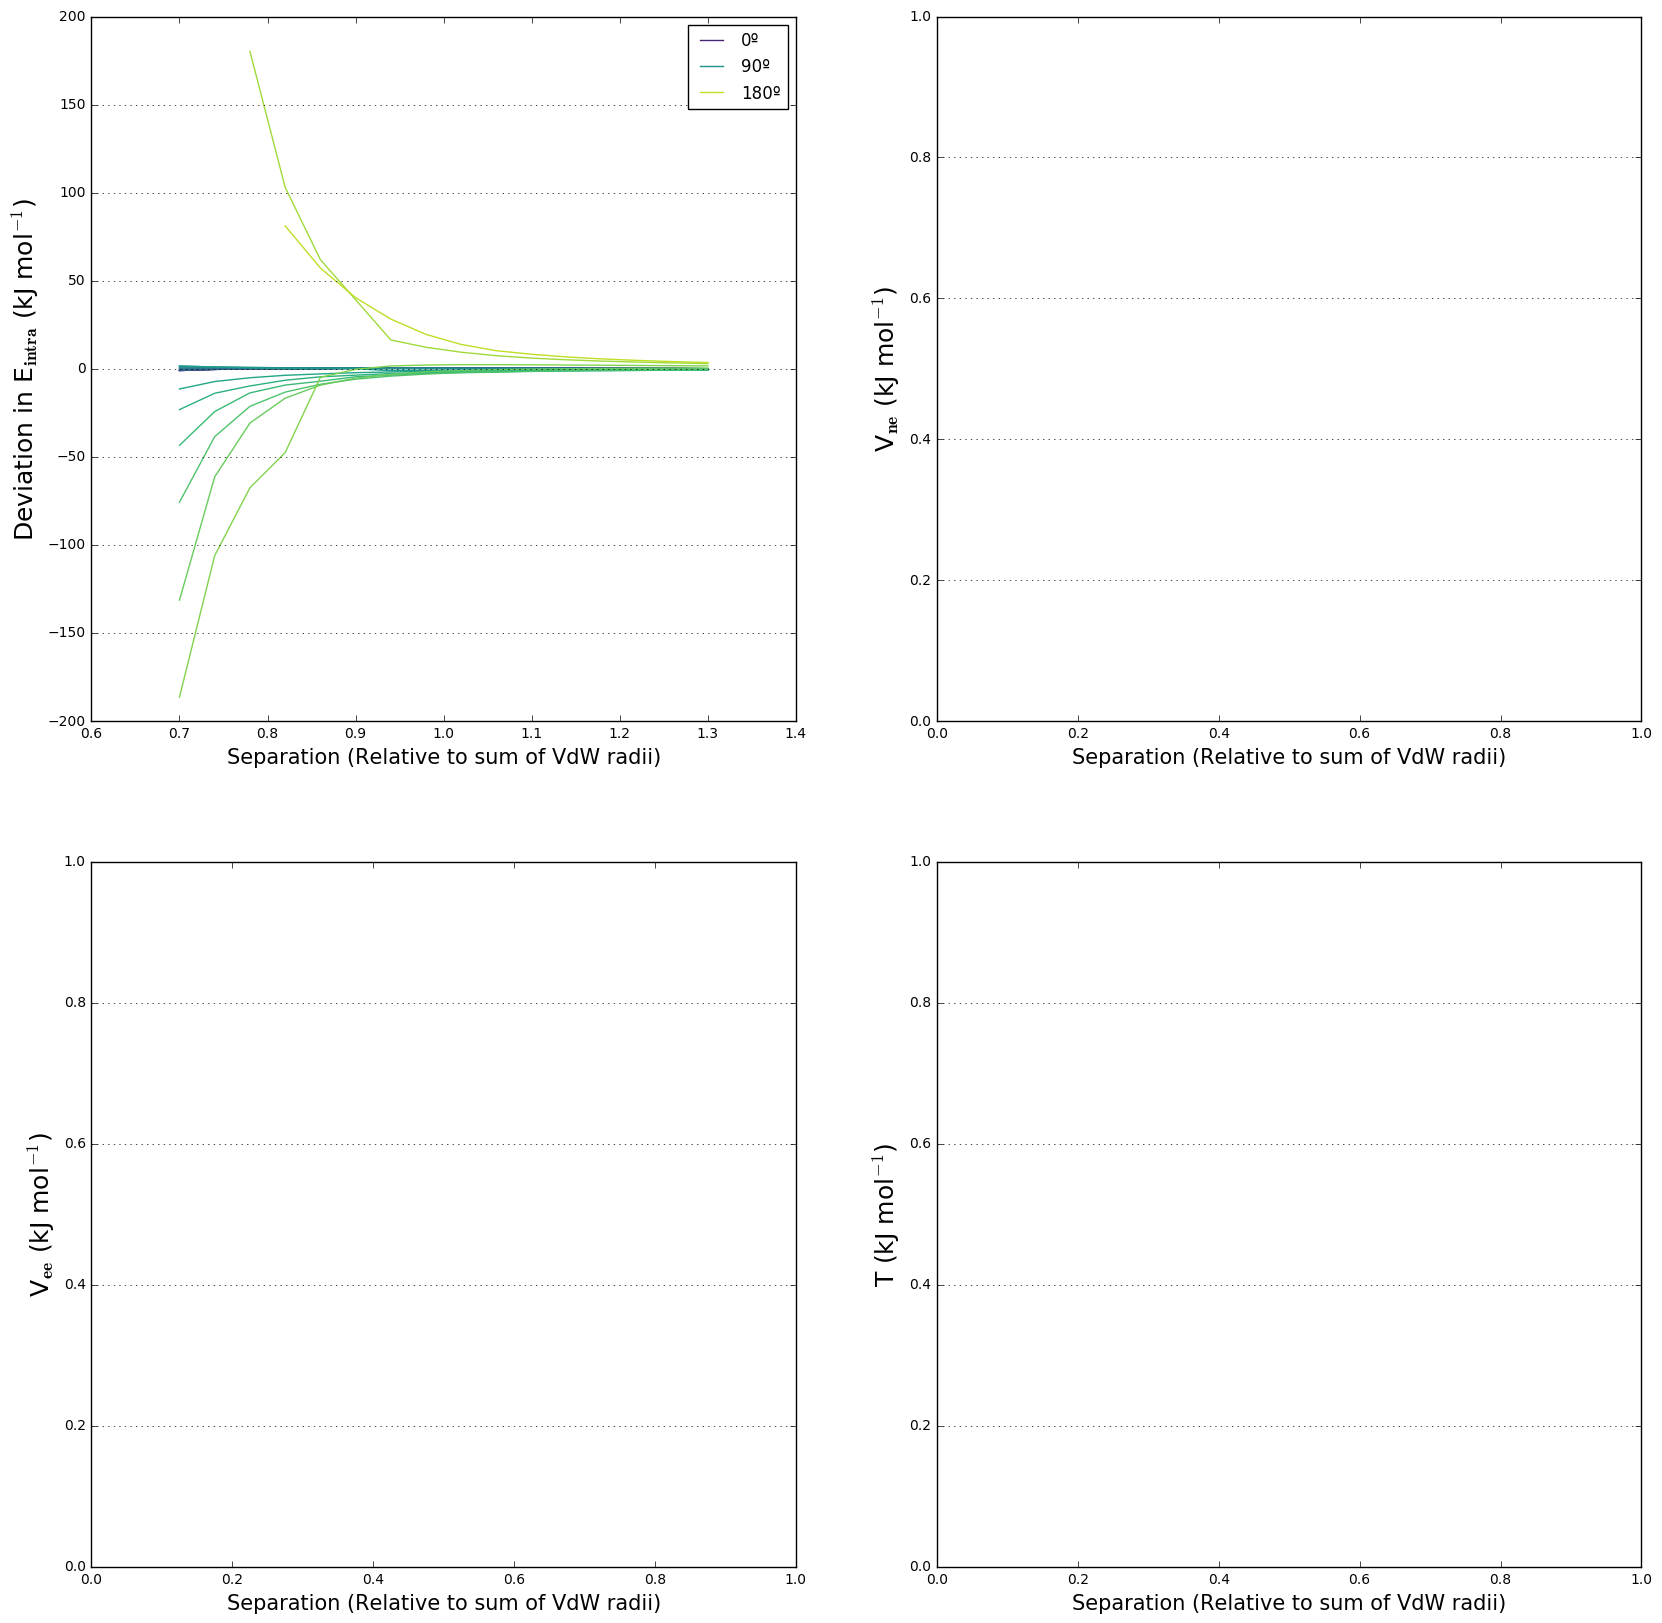 Deviation in E_intra (kJ mol⁻¹)
200
150
100
50
0
−50
−100
−150
−200
0.6 0.7 0.8 0.9 1.0 1.1 1.2 1.3 1.4
Separation (Relative to sum of VdW radii)
0º
90º
180º
V_ne (kJ mol⁻¹)
1.0
0.8
0.6
0.4
0.2
0.0
0.0 0.2 0.4 0.6 0.8 1.0
Separation (Relative to sum of VdW radii)
V_ee (kJ mol⁻¹)
1.0
0.8
0.6
0.4
0.2
0.0
0.0 0.2 0.4 0.6 0.8 1.0
Separation (Relative to sum of VdW radii)
T (kJ mol⁻¹)
1.0
0.8
0.6
0.4
0.2
0.0
0.0 0.2 0.4 0.6 0.8 1.0
Separation (Relative to sum of VdW radii)